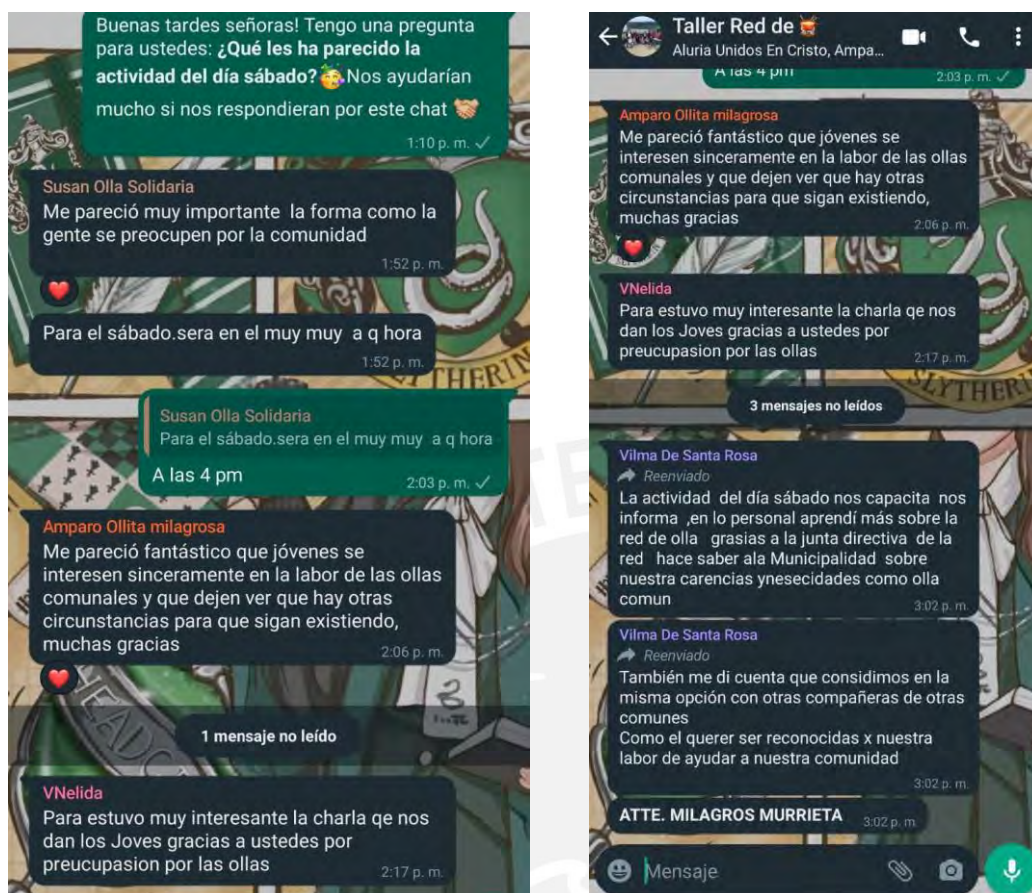 Buenas tardes señoras! Tengo una pregunta
para ustedes: ¿Qué les ha parecido la
actividad del día sábado?🥳Nos ayudarían
mucho si nos respondieran por este chat 🤝
1:10 p. m.
Susan Olla Solidaria
Me pareció muy importante la forma como la
gente se preocupen por la comunidad
1:52 p. m.
Para el sábado.sera en el muy muy a q hora
1:52 p. m.
SLYTHERIN
Susan Olla Solidaria
Para el sábado.sera en el muy muy a q hora
A las 4 pm
2:03 p. m.
Amparo Ollita milagrosa
Me pareció fantástico que jóvenes se
interesen sinceramente en la labor de las ollas
comunales y que dejen ver que hay otras
circunstancias para que sigan existiendo,
muchas gracias
2:06 p. m.
1 mensaje no leído
VNelida
Para estuvo muy interesante la charla qe nos
dan los Joves gracias a ustedes por
preucupasion por las ollas
2:17 p. m.
Taller Red de 🥘
Aluria Unidos En Cristo, Ampa...
A las 4 pm
2:03 p. m.
Amparo Ollita milagrosa
Me pareció fantástico que jóvenes se
interesen sinceramente en la labor de las ollas
comunales y que dejen ver que hay otras
circunstancias para que sigan existiendo,
muchas gracias
2:06 p. m.
VNelida
Para estuvo muy interesante la charla qe nos
dan los Joves gracias a ustedes por
preucupasion por las ollas
2:17 p. m.
SLYTHERIN
3 mensajes no leídos
Vilma De Santa Rosa
Reenviado
La actividad del día sábado nos capacita nos
informa ,en lo personal aprendí más sobre la
red de olla grasias a la junta directiva de la
red hace saber ala Municipalidad sobre
nuestra carencias ynesecidades como olla
comun
3:02 p. m.
Vilma De Santa Rosa
Reenviado
También me di cuenta que considimos en la
misma opción con otras compañeras de otras
comunes
Como el querer ser reconocidas x nuestra
labor de ayudar a nuestra comunidad
3:02 p. m.
ATTE. MILAGROS MURRIETA
3:02 p. m.
Mensaje